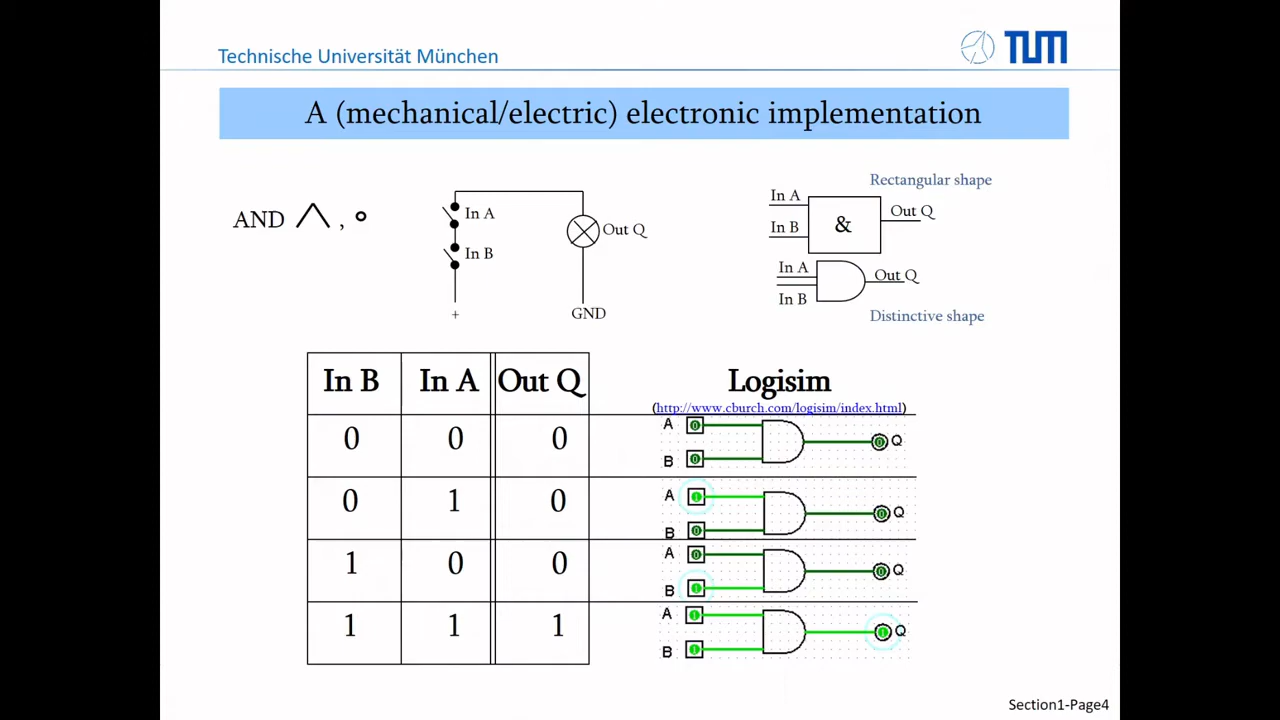 Technische Universität München
TUM
A (mechanical/electric) electronic implementation
AND ∧ , ∘
In A
In B
+
Out Q
GND
Rectangular shape
In A
In B
&
Out Q
In A
In B
Out Q
Distinctive shape
In B In A Out Q
0 0 0
0 1 0
1 0 0
1 1 1
Logisim
(http://www.cburch.com/logisim/index.html)
A 0
B 0
0 Q
A 1
B 0
0 Q
A 0
B 1
0 Q
A 1
B 1
1 Q
Section1-Page4